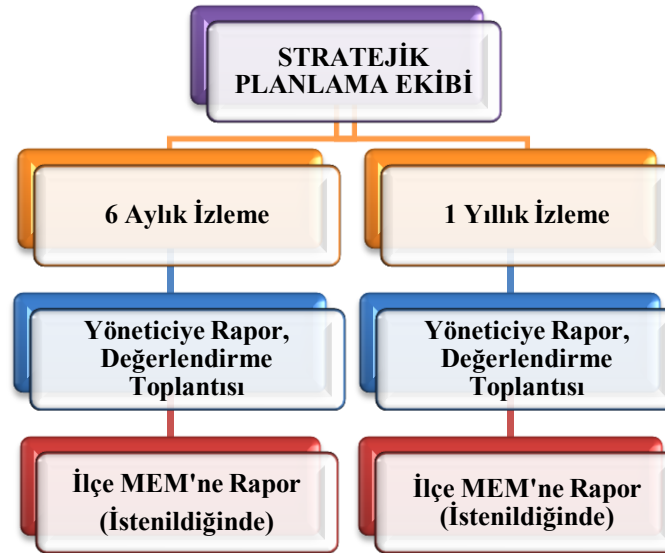 STRATEJİK
PLANLAMA EKİBİ
6 Aylık İzleme
1 Yıllık İzleme
Yöneticiye Rapor,
Değerlendirme
Toplantısı
Yöneticiye Rapor,
Değerlendirme
Toplantısı
İlçe MEM'ne Rapor
(İstenildiğinde)
İlçe MEM'ne Rapor
(İstenildiğinde)